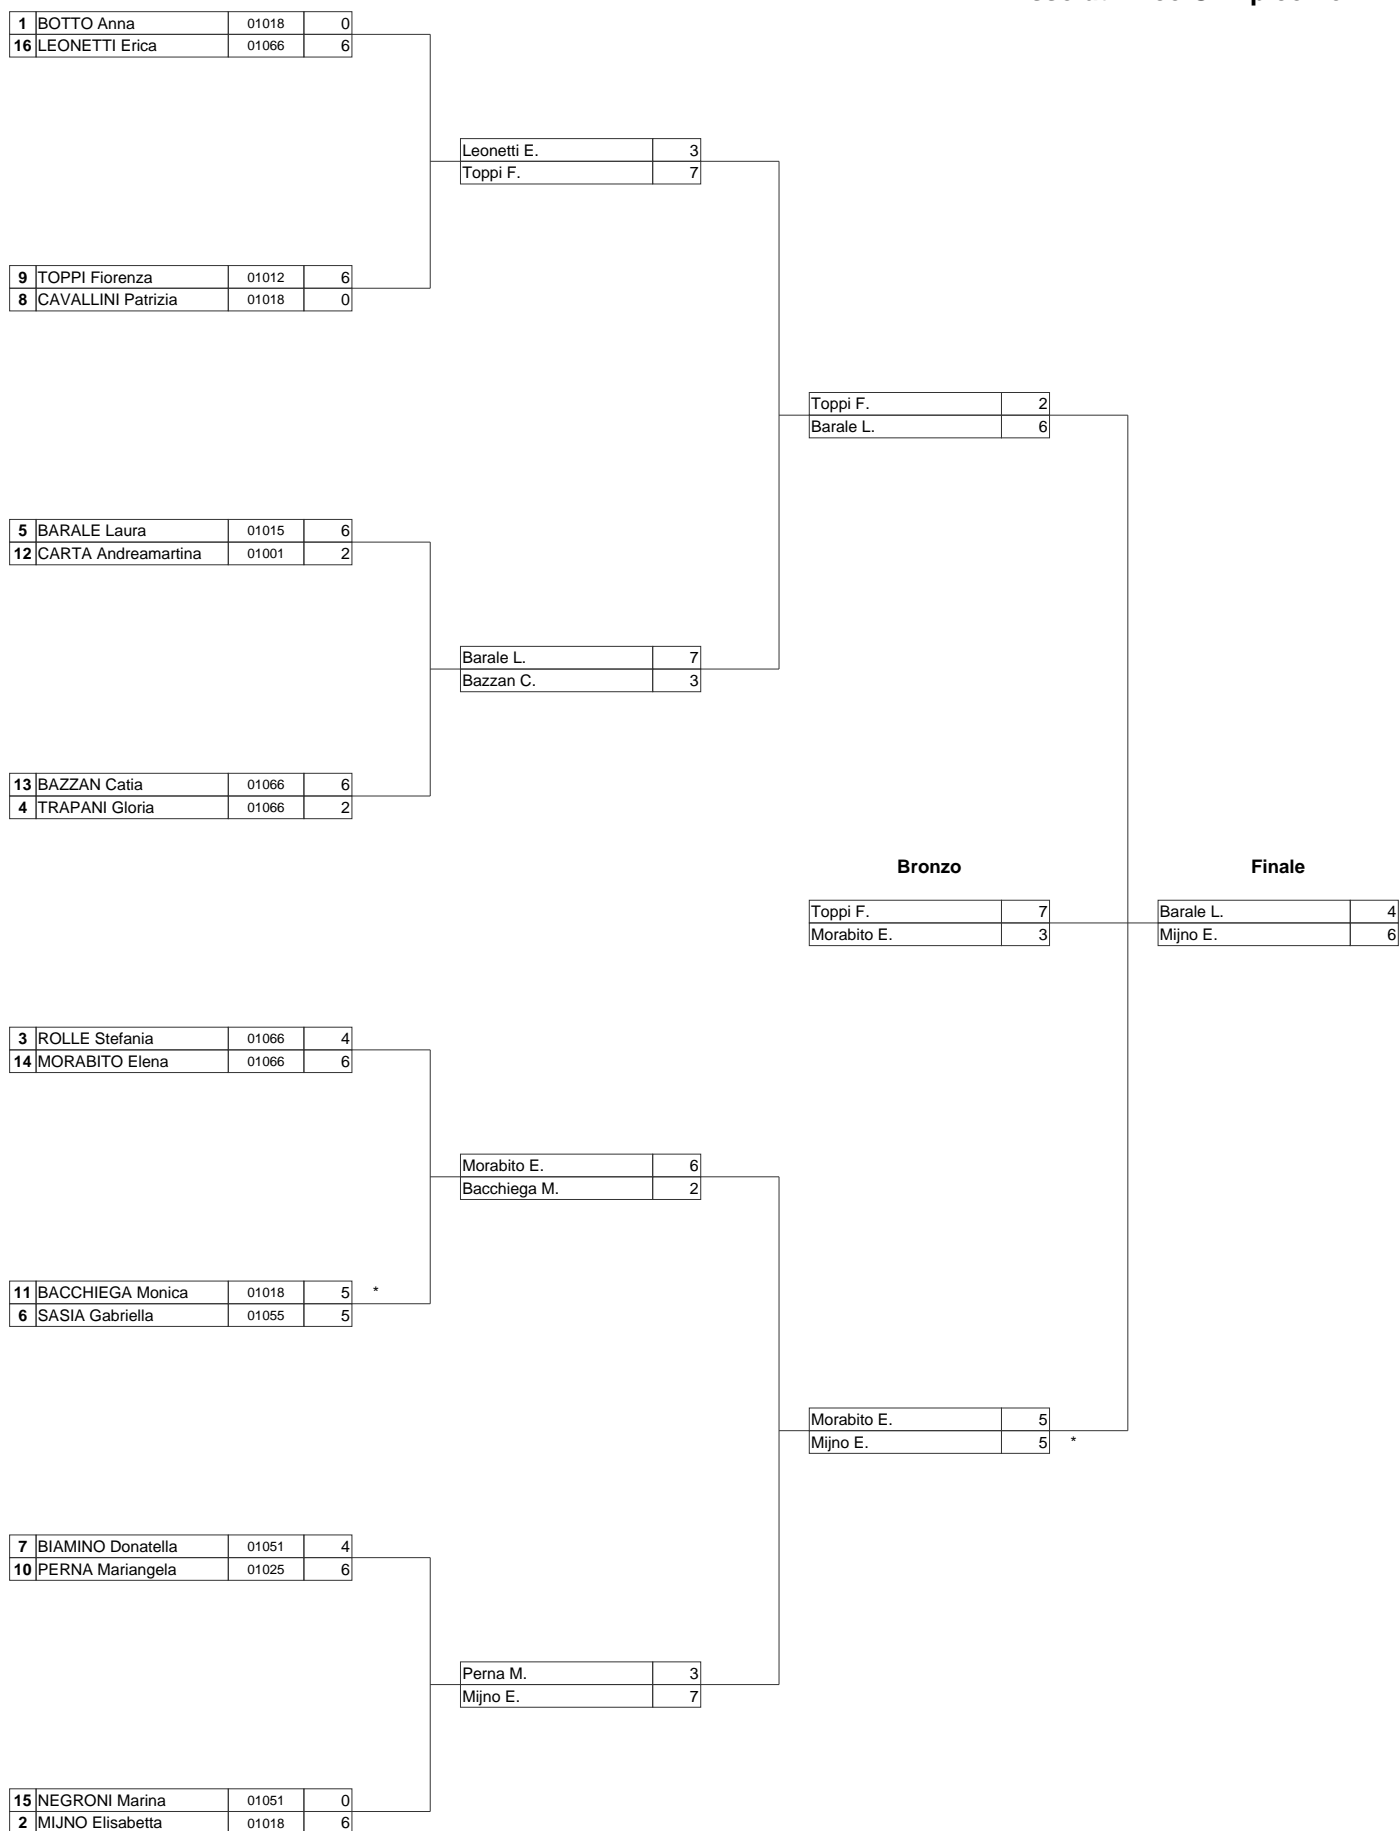 1 BOTTO Anna 01018 0
16 LEONETTI Erica 01066 6
Leonetti E. 3
Toppi F. 7
9 TOPPI Fiorenza 01012 6
8 CAVALLINI Patrizia 01018 0
Toppi F. 2
Barale L. 6
5 BARALE Laura 01015 6
12 CARTA Andreamartina 01001 2
Barale L. 7
Bazzan C. 3
13 BAZZAN Catia 01066 6
4 TRAPANI Gloria 01066 2
Bronzo Finale
Toppi F. 7 Barale L. 4
Morabito E. 3 Mijno E. 6
3 ROLLE Stefania 01066 4
14 MORABITO Elena 01066 6
Morabito E. 6
Bacchiega M. 2
11 BACCHIEGA Monica 01018 5 *
6 SASIA Gabriella 01055 5
Morabito E. 5
Mijno E. 5 *
7 BIAMINO Donatella 01051 4
10 PERNA Mariangela 01025 6
Perna M. 3
Mijno E. 7
15 NEGRONI Marina 01051 0
2 MIJNO Elisabetta 01018 6